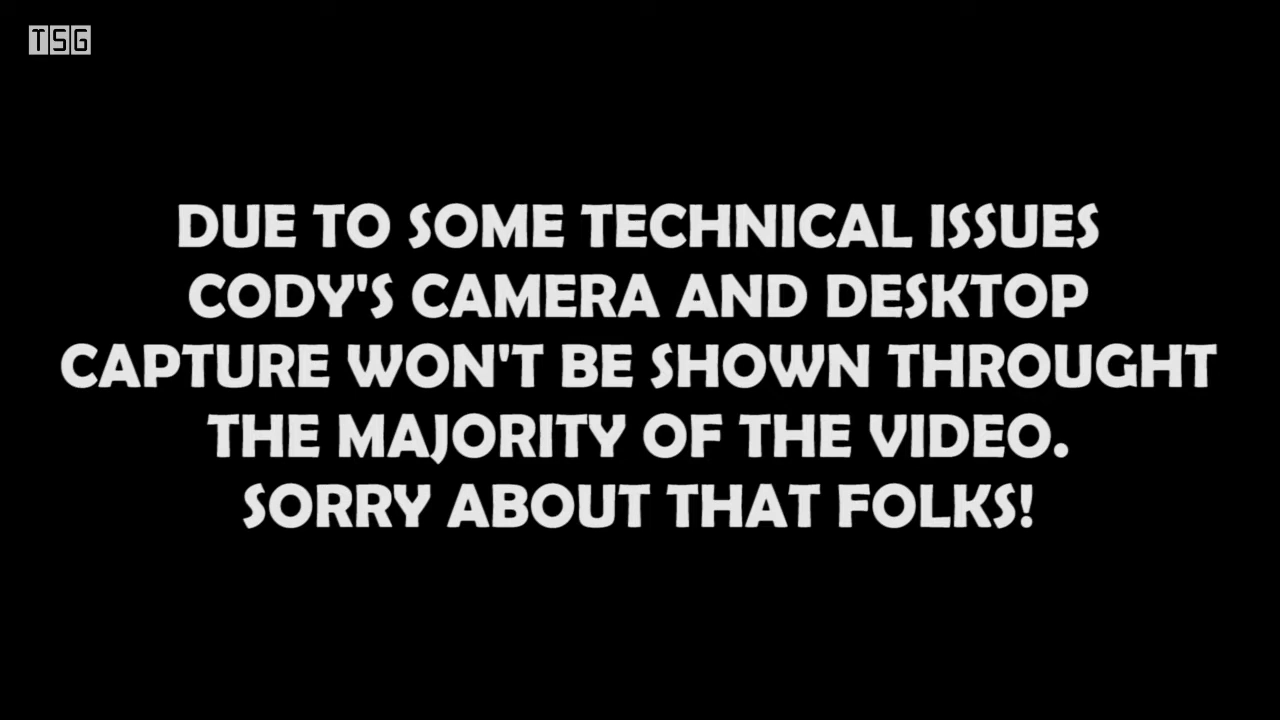 TSG
DUE TO SOME TECHNICAL ISSUES
CODY'S CAMERA AND DESKTOP
CAPTURE WON'T BE SHOWN THROUGHT
THE MAJORITY OF THE VIDEO.
SORRY ABOUT THAT FOLKS!